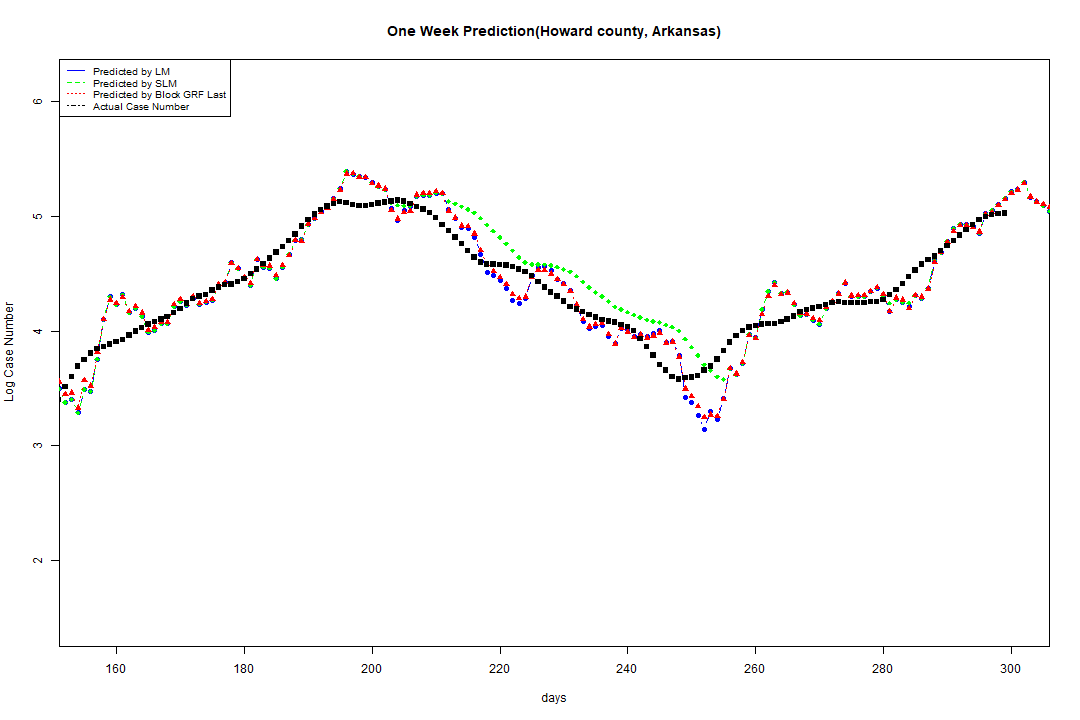 One Week Prediction(Howard county, Arkansas)
Predicted by LM
Predicted by SLM
Predicted by Block GRF Last
Actual Case Number
6
5
4
3
2
Log Case Number
160 180 200 220 240 260 280 300
days